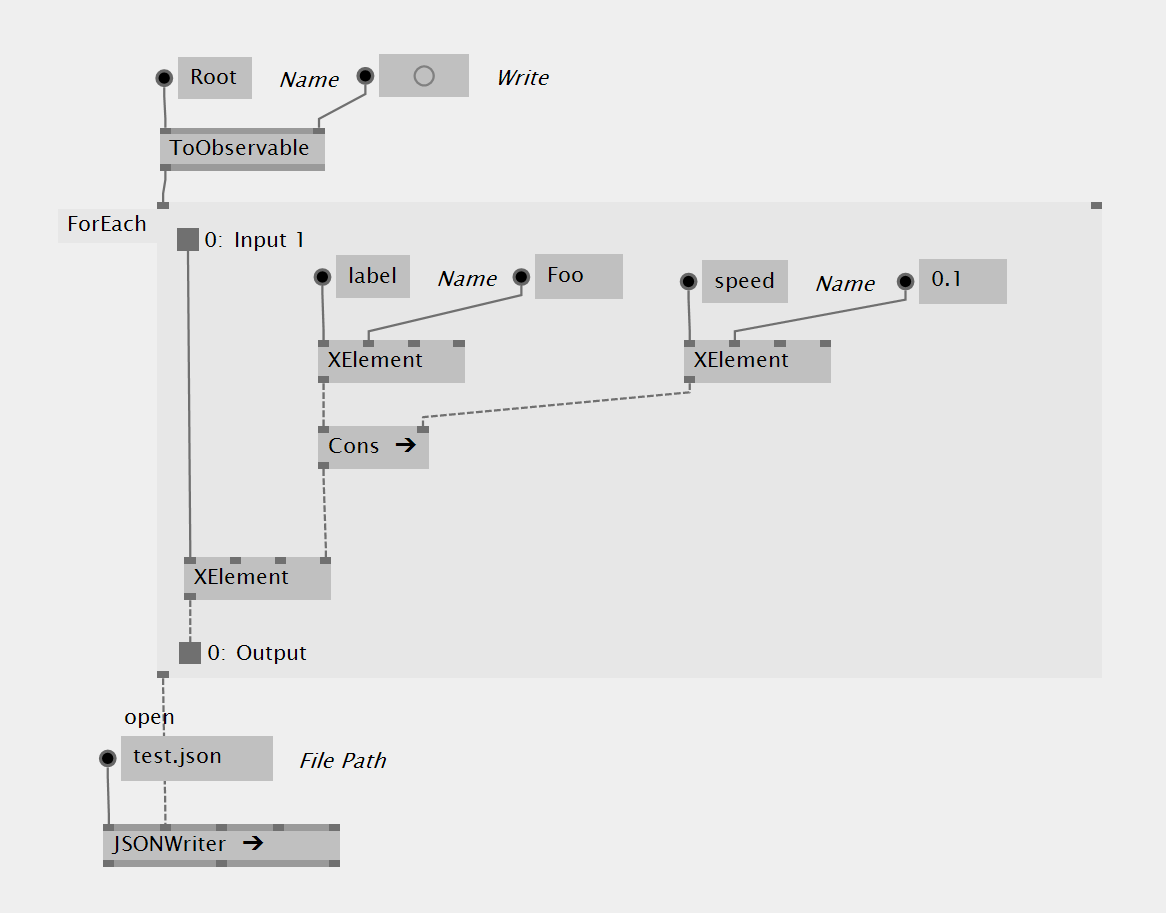 Root
Name
Write
ToObservable
ForEach
0: Input 1
label
Name
Foo
speed
Name
0.1
XElement
XElement
Cons ➔
XElement
0: Output
open
test.json
File Path
JSONWriter ➔